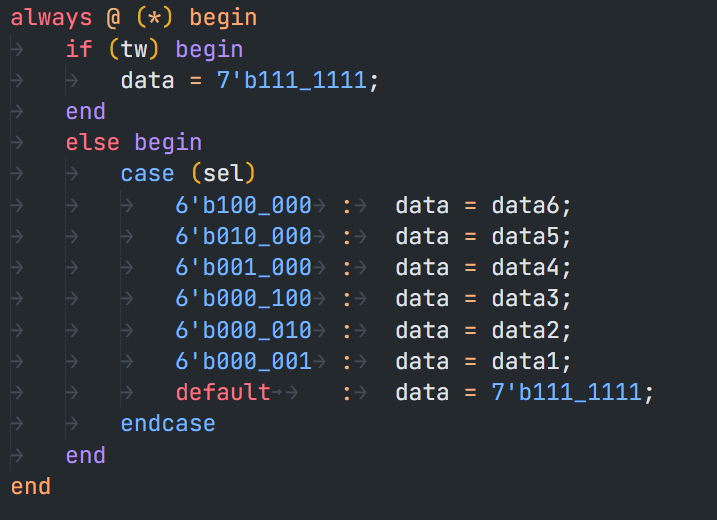 always @ (*) begin
if (tw) begin
data = 7'b111_1111;
end
else begin
case (sel)
6'b100_000 : data = data6;
6'b010_000 : data = data5;
6'b001_000 : data = data4;
6'b000_100 : data = data3;
6'b000_010 : data = data2;
6'b000_001 : data = data1;
default : data = 7'b111_1111;
endcase
end
end